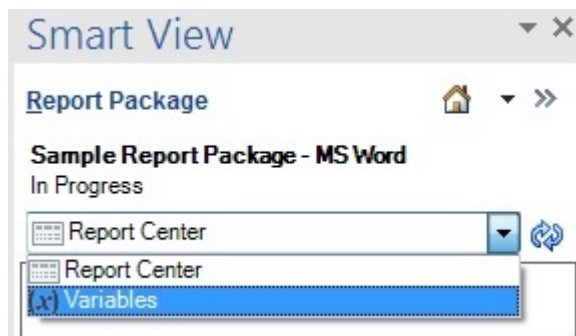 Smart View
Report Package
Sample Report Package - MS Word
In Progress
Report Center
Report Center
(x) Variables